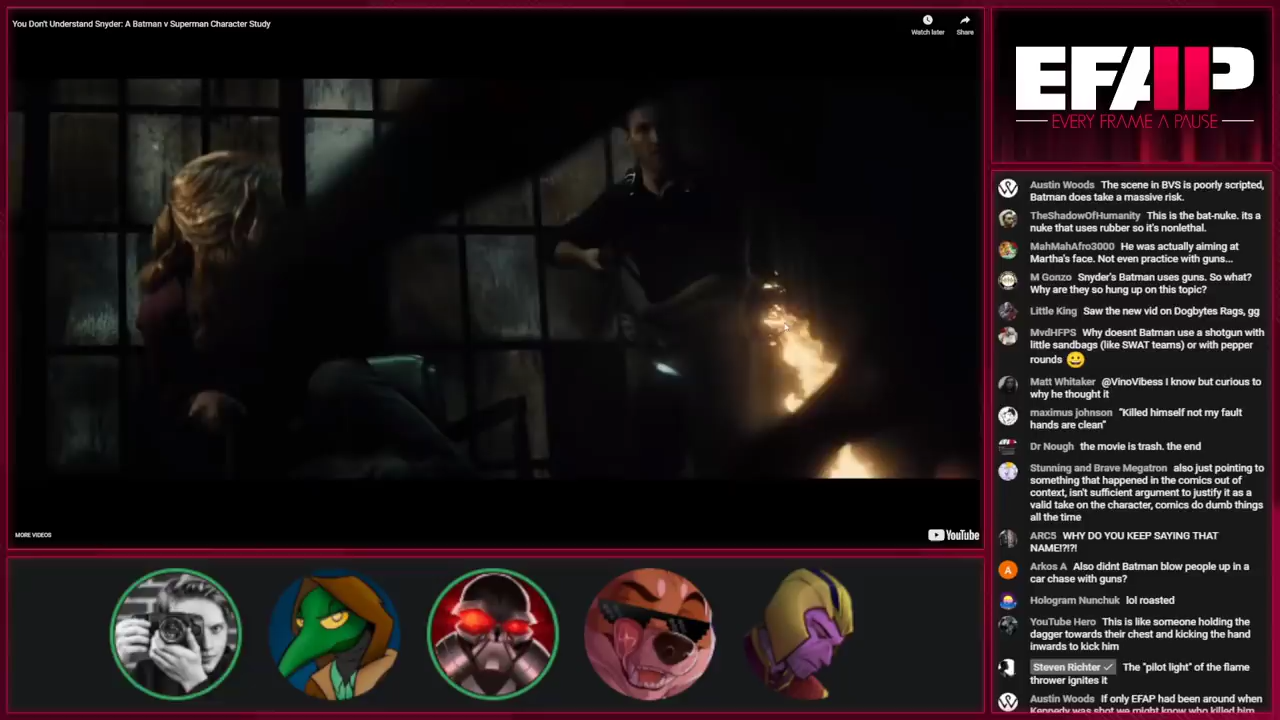 You Don't Understand Snyder: A Batman v Superman Character Study
Watch later
Share
MORE VIDEOS
YouTube
EFAP
EVERY FRAME A PAUSE
Austin Woods The scene in BVS is poorly scripted,
Batman does take a massive risk.
TheShadowOfHumanity This is the bat-nuke. its a
nuke that uses rubber so it's nonlethal.
MahMahAfro3000 He was actually aiming at
Martha's face. Not even practice with guns...
M Gonzo Snyder's Batman uses guns. So what?
Why are they so hung up on this topic?
Little King Saw the new vid on Dogbytes Rags, gg
MvdHFPS Why doesnt Batman use a shotgun with
little sandbags (like SWAT teams) or with pepper
rounds 😀
Matt Whitaker @VinoVibess I know but curious to
why he thought it
maximus johnson "Killed himself not my fault
hands are clean"
Dr Nough the movie is trash. the end
Stunning and Brave Megatron also just pointing to
something that happened in the comics out of
context, isn't sufficient argument to justify it as a
valid take on the character, comics do dumb things
all the time
ARC5 WHY DO YOU KEEP SAYING THAT
NAME!?!?!
A
Arkos A Also didnt Batman blow people up in a
car chase with guns?
Hologram Nunchuk lol roasted
YouTube Hero This is like someone holding the
dagger towards their chest and kicking the hand
inwards to kick him
Steven Richter ✓ The "pilot light" of the flame
thrower ignites it
Austin Woods If only EFAP had been around when
Kennedy was shot we might know who killed him